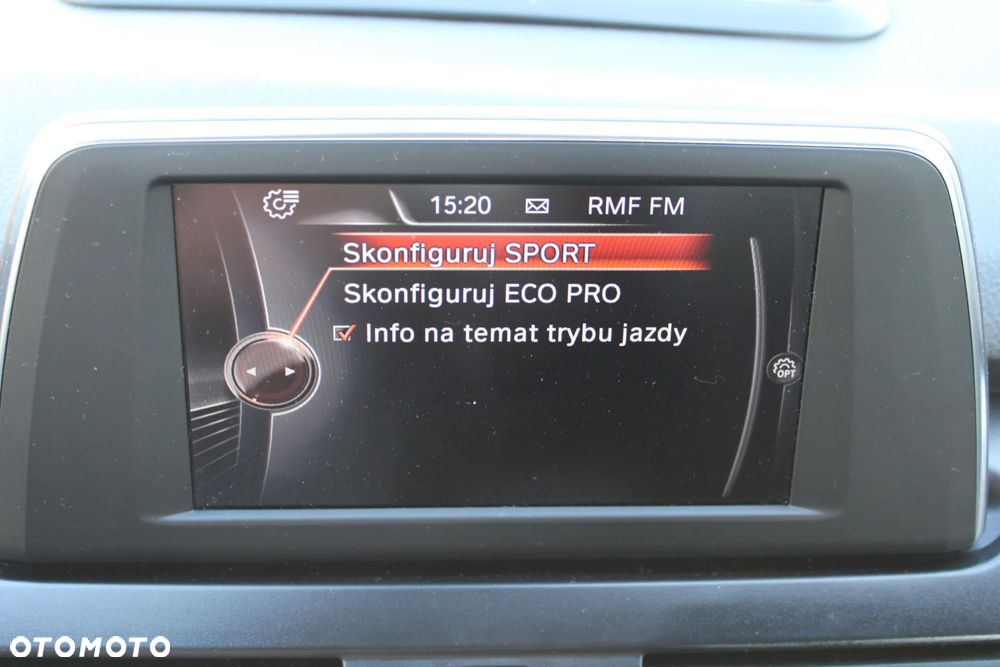 15:20 RMF FM
Skonfiguruj SPORT
Skonfiguruj ECO PRO
Info na temat trybu jazdy
OPT
OTOMOTO